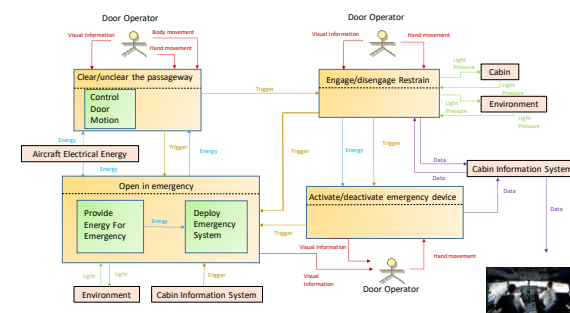 Door Operator
Door Operator
Visual Information
Body movement
Hand movement
Visual Information
Hand movement
Clear/unclear the passageway
Control
Door
Motion
Trigger
Engage/disengage Restrain
Light
Pressure
Cabin
Light
Pressure
Light
Pressure
Environment
Light
Pressure
Energy
Aircraft Electrical Energy
Energy
Trigger
Energy
Energy
Trigger
Data
Data
Cabin Information System
Data
Data
Open in emergency
Provide
Energy For
Emergency
Energy
Deploy
Emergency
System
Activate/deactivate emergency device
Trigger
Visual Information
Visual
Information
Hand movement
Door Operator
Light
Light
Trigger
Environment
Cabin Information System